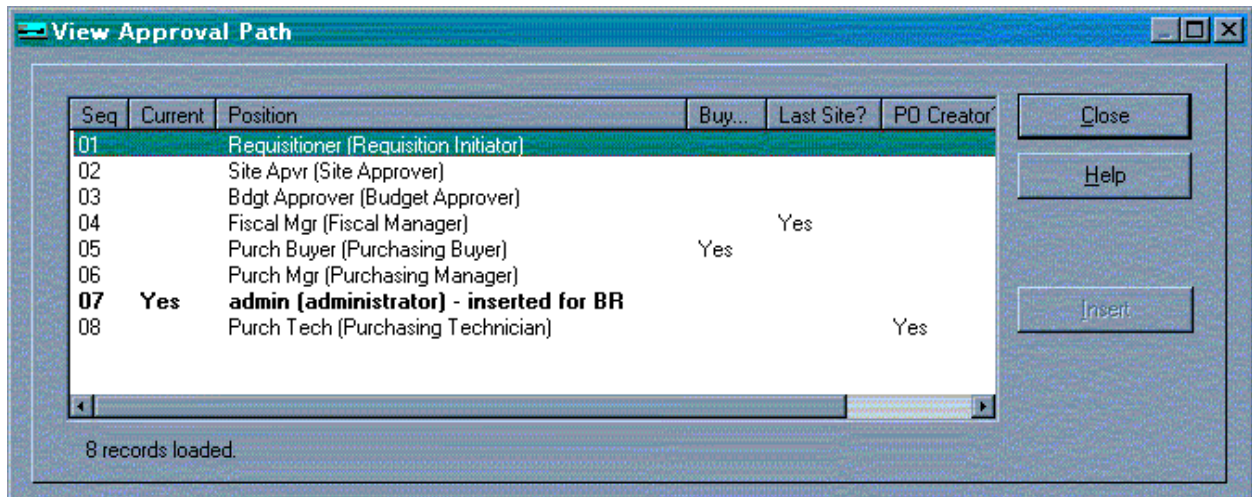 View Approval Path
Seq Current Position Buy... Last Site? PO Creator?
01 Requisitioner (Requisition Initiator)
02 Site Apvr (Site Approver)
03 Bdgt Approver (Budget Approver)
04 Fiscal Mgr (Fiscal Manager) Yes
05 Purch Buyer (Purchasing Buyer) Yes
06 Purch Mgr (Purchasing Manager)
07 Yes admin (administrator) - inserted for BR
08 Purch Tech (Purchasing Technician) Yes
Close
Help
Insert
8 records loaded.